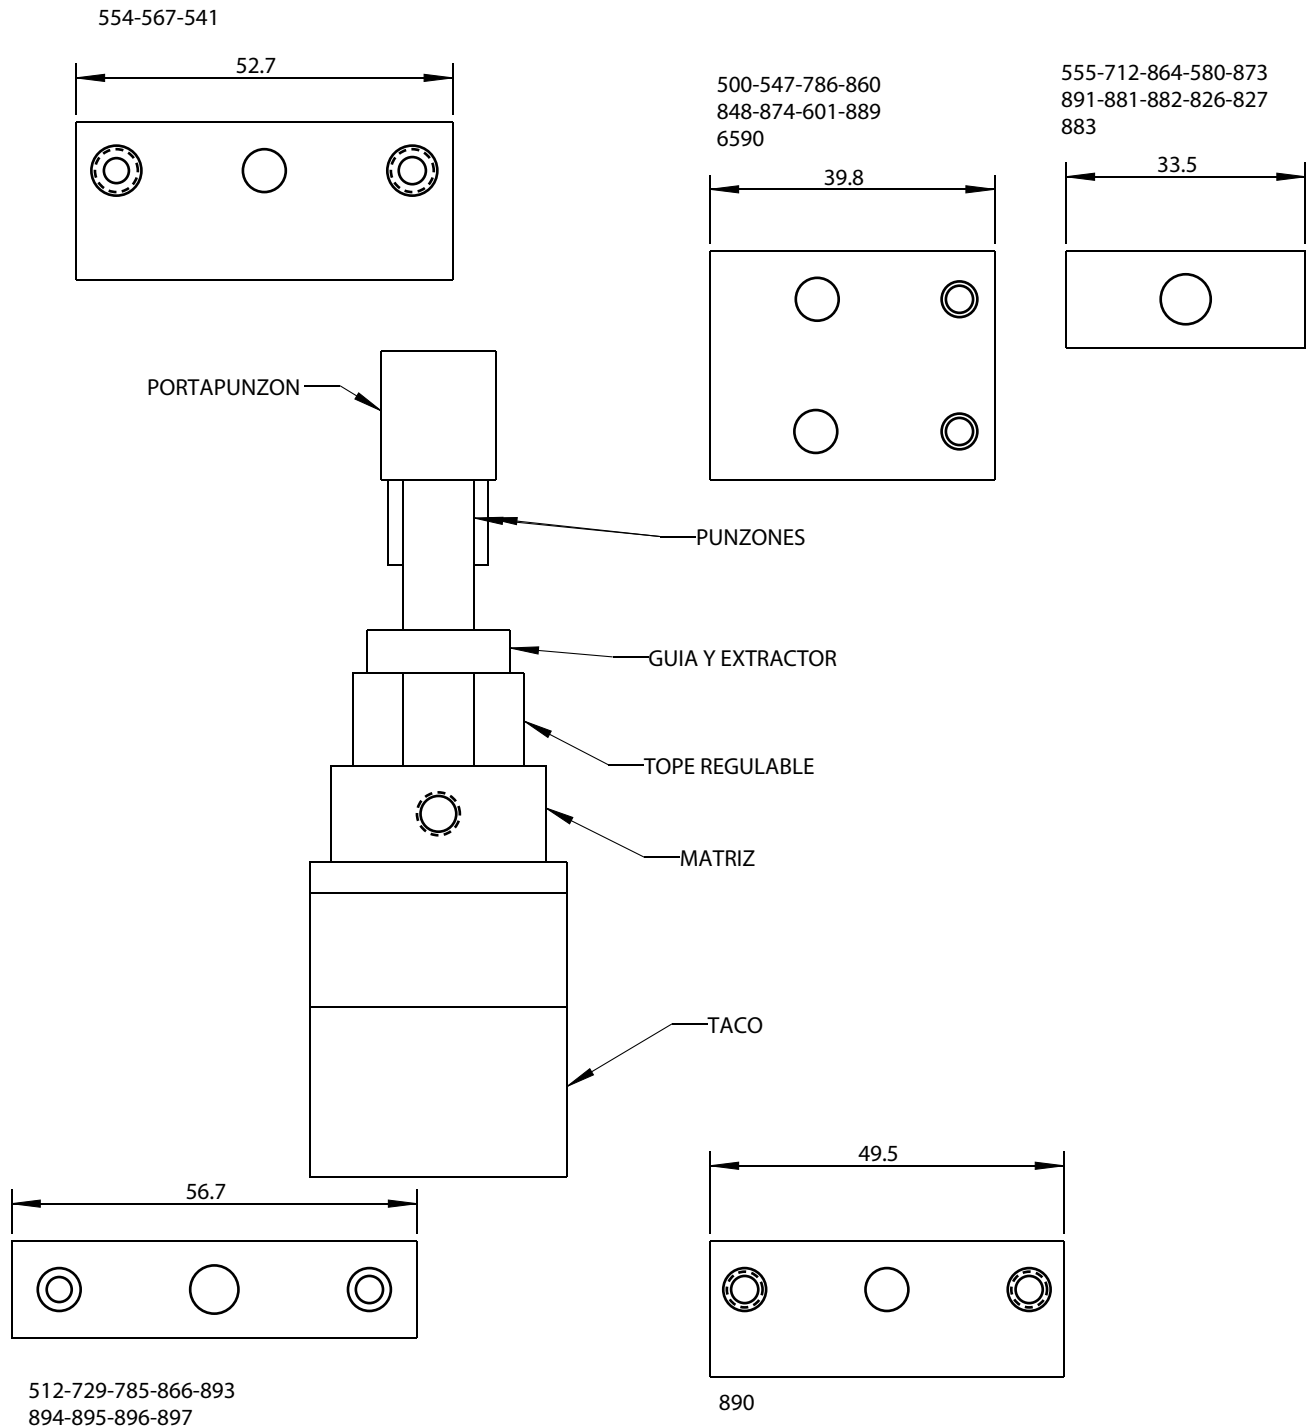 554-567-541
52.7
500-547-786-860
848-874-601-889
6590
39.8
555-712-864-580-873
891-881-882-826-827
883
33.5
PORTAPUNZON
PUNZONES
GUIA Y EXTRACTOR
TOPE REGULABLE
MATRIZ
TACO
56.7
512-729-785-866-893
894-895-896-897
49.5
890